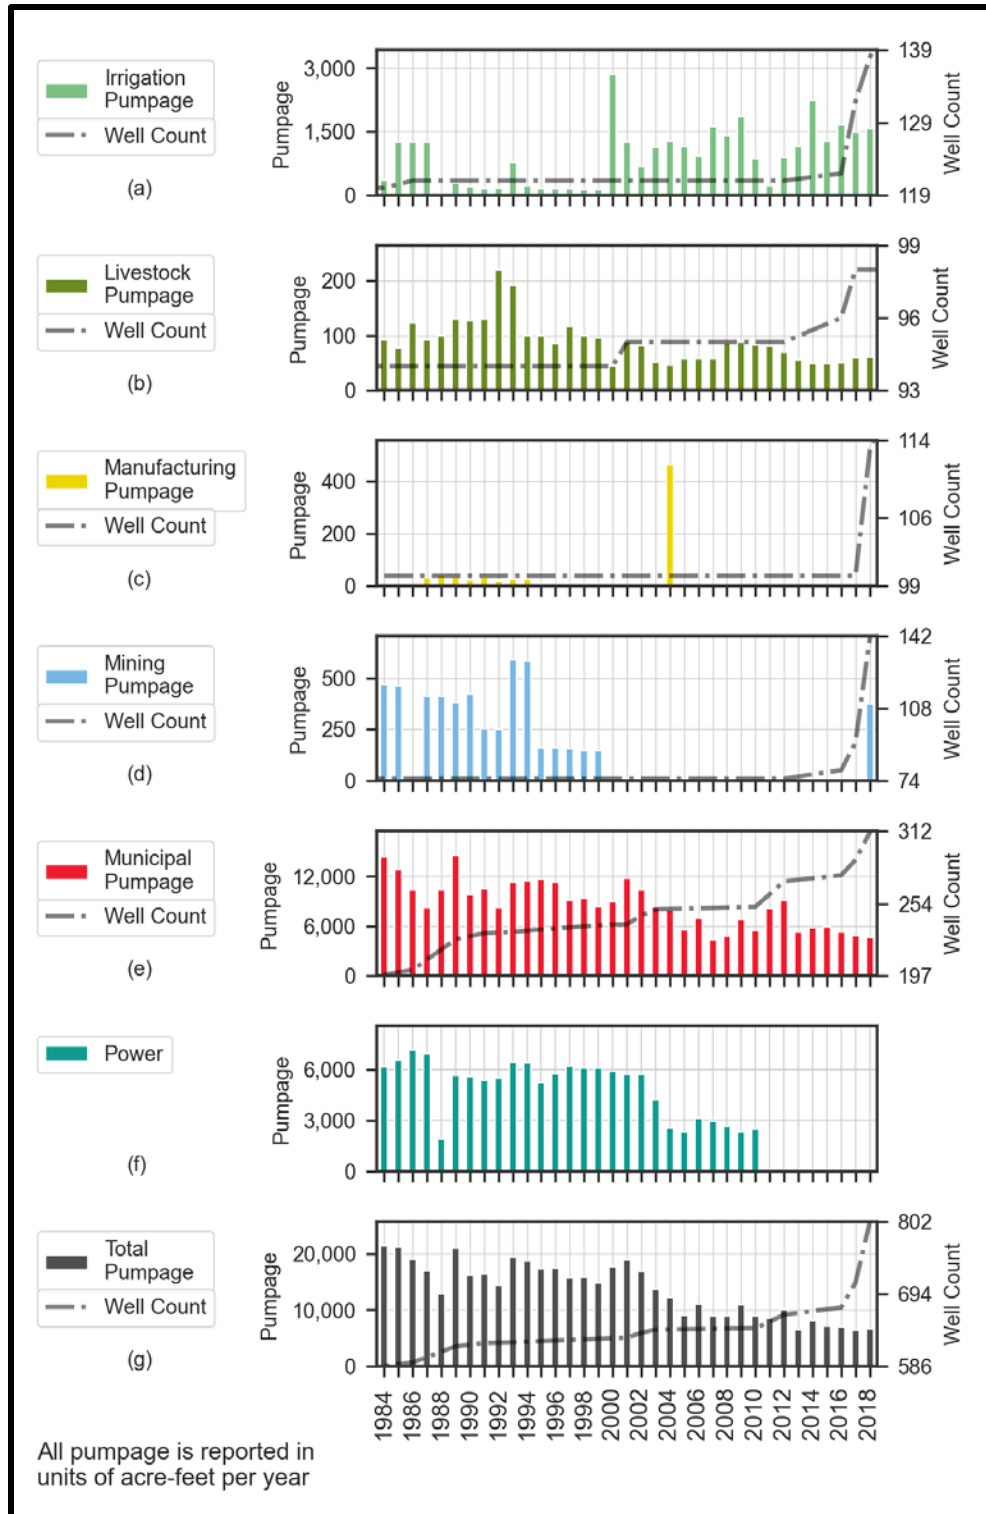 Irrigation
Pumpage
Well Count
(a)
Pumpage
3,000
1,500
0
139
129
119
Well Count
Livestock
Pumpage
Well Count
(b)
Pumpage
200
100
0
99
96
93
Well Count
Manufacturing
Pumpage
Well Count
(c)
Pumpage
400
200
0
114
106
99
Well Count
Mining
Pumpage
Well Count
(d)
Pumpage
500
250
0
142
108
74
Well Count
Municipal
Pumpage
Well Count
(e)
Pumpage
12,000
6,000
0
312
254
197
Well Count
Power
(f)
Pumpage
6,000
3,000
0
Total
Pumpage
Well Count
(g)
Pumpage
20,000
10,000
0
802
694
586
Well Count
1984
1986
1988
1990
1992
1994
1996
1998
2000
2002
2004
2006
2008
2010
2012
2014
2016
2018
All pumpage is reported in
units of acre-feet per year